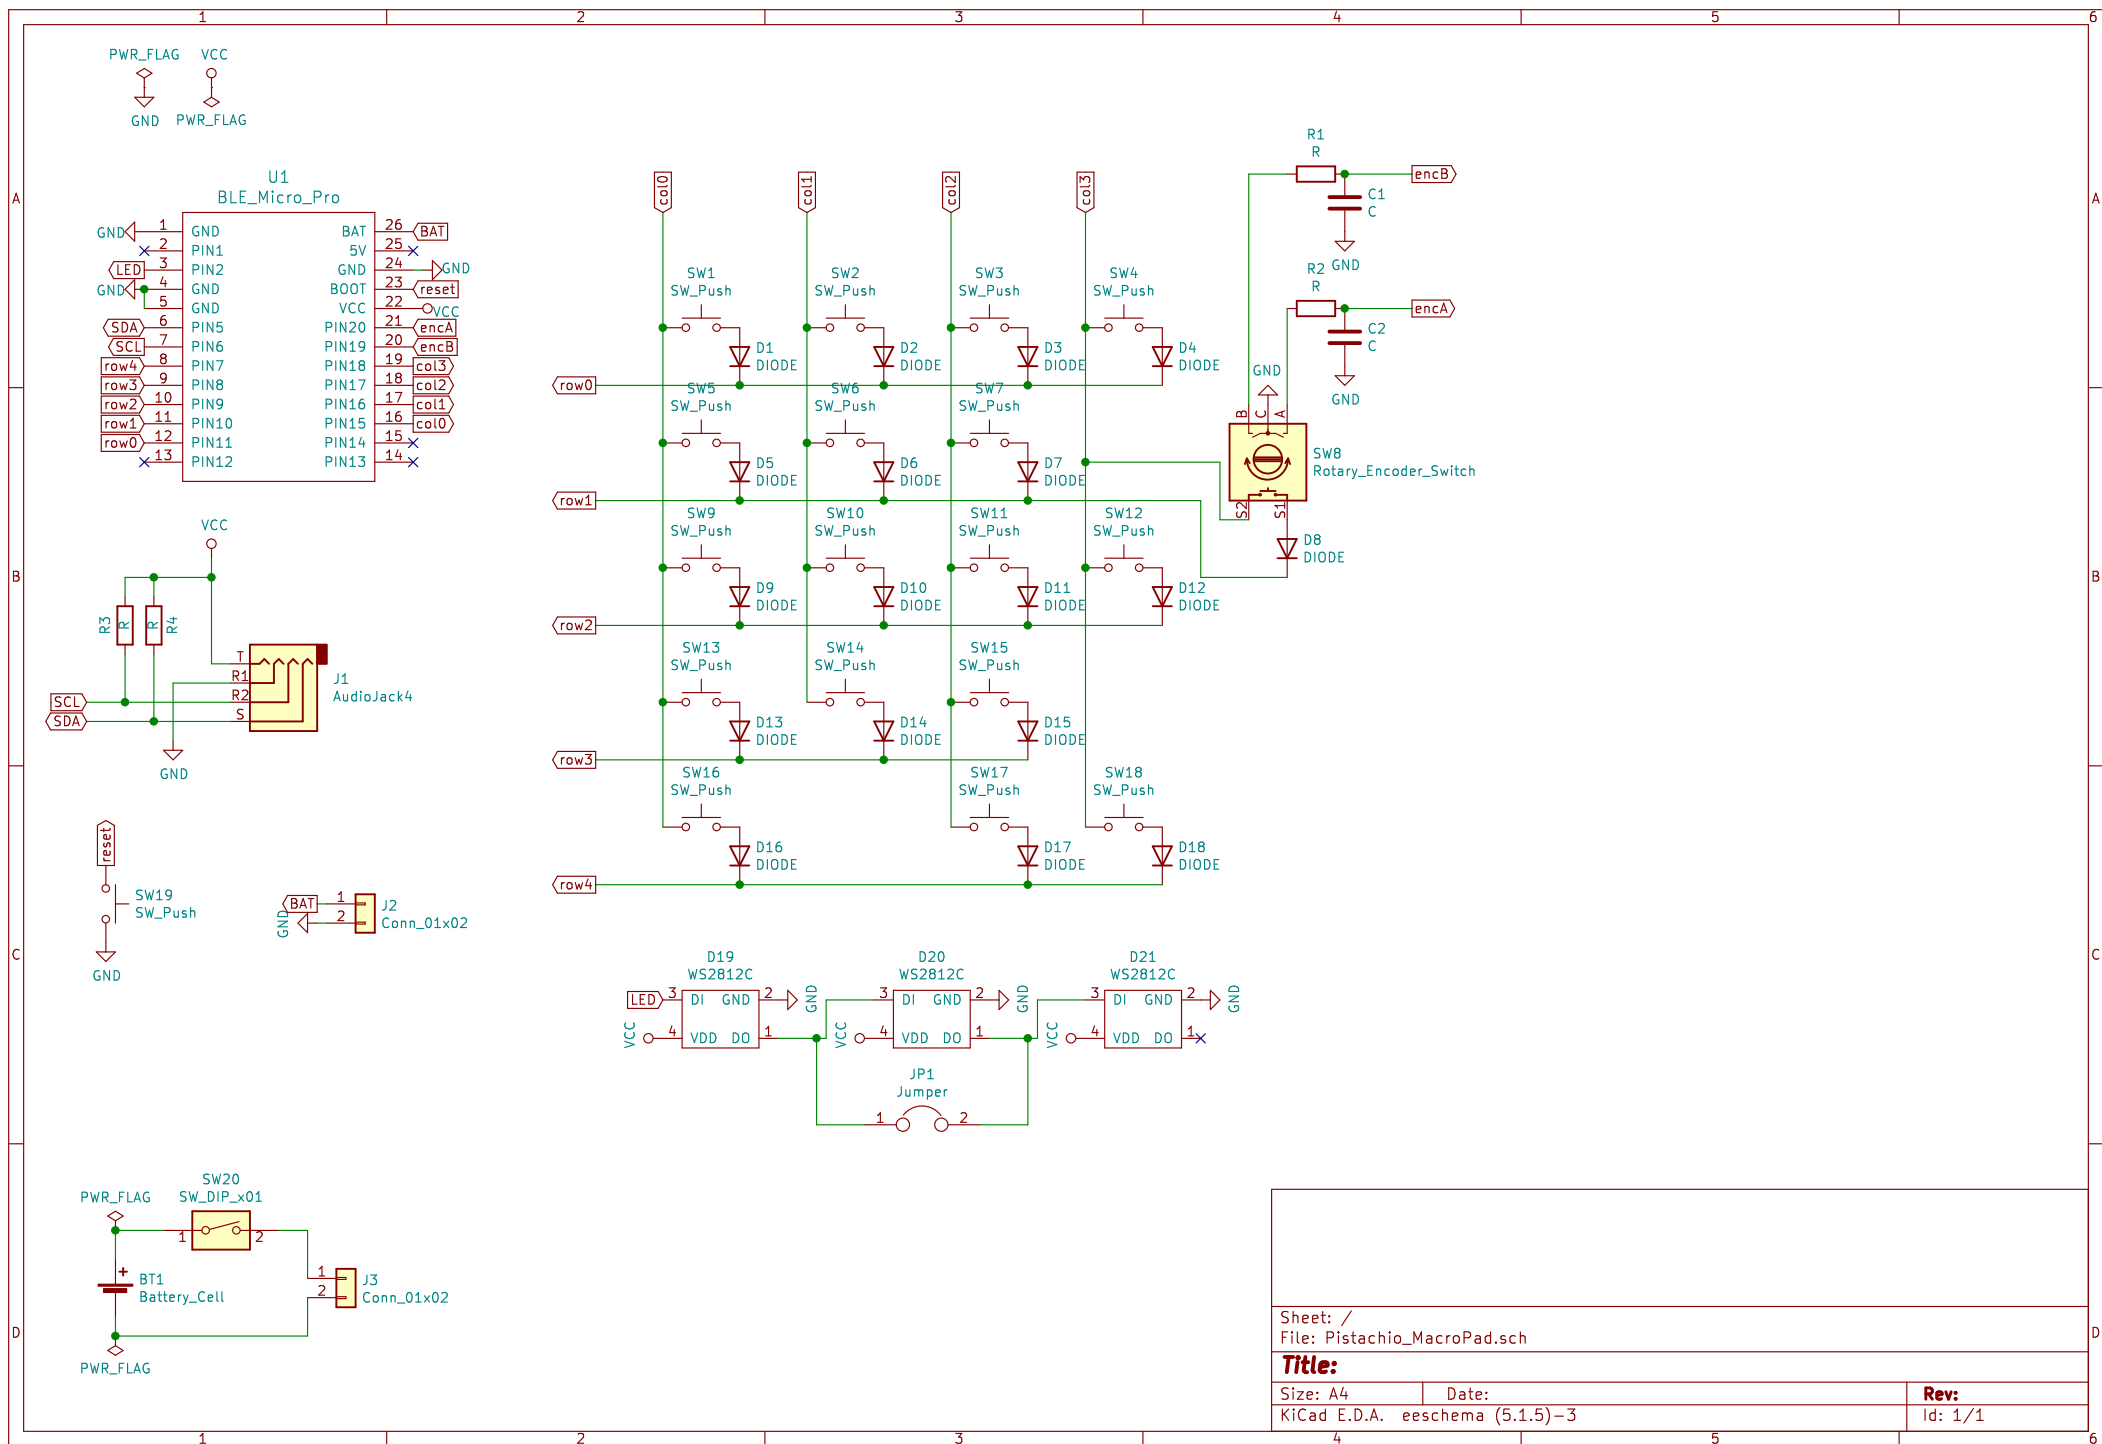 1 2 3 4 5 6
PWR_FLAG VCC
GND PWR_FLAG
U1
BLE_Micro_Pro
GND 1 GND BAT 26 BAT
2 PIN1 5V 25
LED 3 PIN2 GND 24 GND
GND 4 GND BOOT 23 reset
5 GND VCC 22 VCC
SDA 6 PIN5 PIN20 21 encA
SCL 7 PIN6 PIN19 20 encB
row4 8 PIN7 PIN18 19 col3
row3 9 PIN8 PIN17 18 col2
row2 10 PIN9 PIN16 17 col1
row1 11 PIN10 PIN15 16 col0
row0 12 PIN11 PIN14 15
13 PIN12 PIN13 14
VCC
R3 R R R4
T
R1
R2
S
J1
AudioJack4
SCL
SDA
GND
reset
SW19
SW_Push
GND
BAT 1
GND 2
J2
Conn_01x02
col0 col1 col2 col3
SW1 SW2 SW3 SW4
SW_Push SW_Push SW_Push SW_Push
D1 D2 D3 D4
DIODE DIODE DIODE DIODE
row0
SW5 SW6 SW7
SW_Push SW_Push SW_Push
D5 D6 D7
DIODE DIODE DIODE
row1
SW9 SW10 SW11 SW12
SW_Push SW_Push SW_Push SW_Push
D9 D10 D11 D12
DIODE DIODE DIODE DIODE
row2
SW13 SW14 SW15
SW_Push SW_Push SW_Push
D13 D14 D15
DIODE DIODE DIODE
row3
SW16 SW17 SW18
SW_Push SW_Push SW_Push
D16 D17 D18
DIODE DIODE DIODE
row4
R1
R
encB
C1
C
GND
R2
R
encA
C2
C
GND
GND
B C A
SW8
Rotary_Encoder_Switch
S2 S1
D8
DIODE
D19 D20 D21
WS2812C WS2812C WS2812C
LED 3 DI GND 2 GND 3 DI GND 2 GND 3 DI GND 2 GND
VCC 4 VDD DO 1 VCC 4 VDD DO 1 VCC 4 VDD DO 1
JP1
Jumper
1 2
SW20
SW_DIP_x01
PWR_FLAG
1 2
+
BT1
Battery_Cell
1
2
J3
Conn_01x02
PWR_FLAG
Sheet: /
File: Pistachio_MacroPad.sch
Title:
Size: A4 Date: Rev:
KiCad E.D.A. eeschema (5.1.5)-3 Id: 1/1
A A
B B
C C
D D
1 2 3 4 5 6